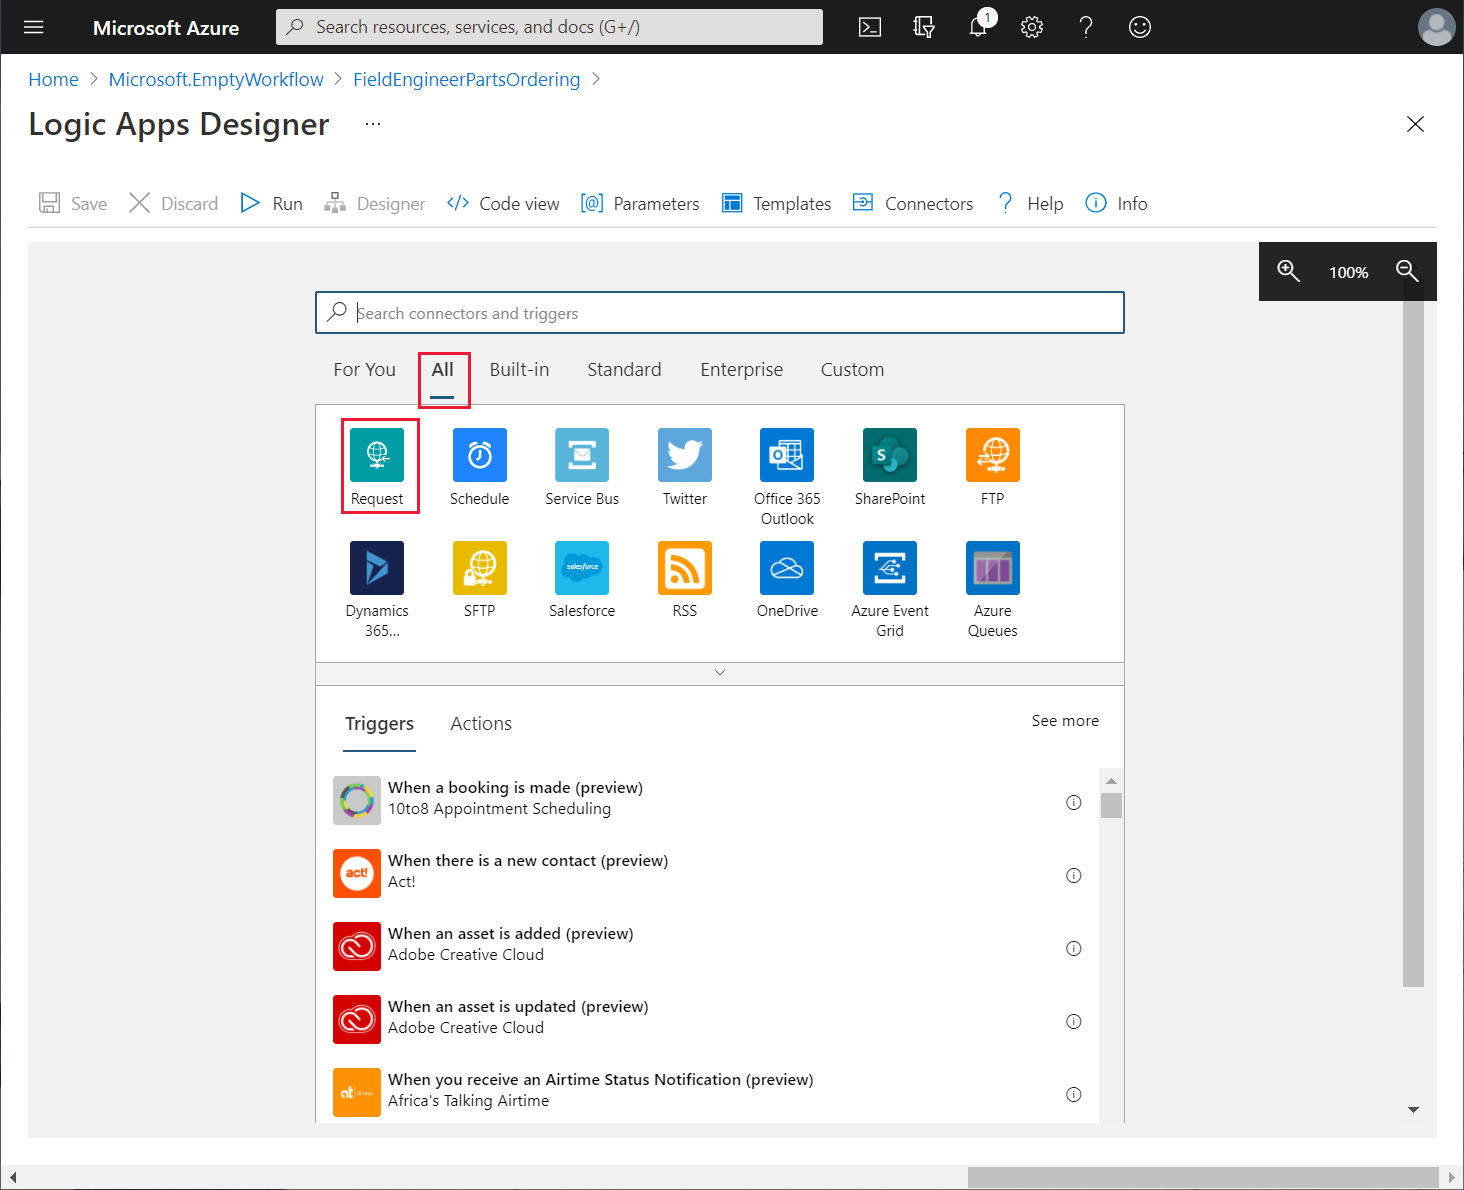 Microsoft Azure
Search resources, services, and docs (G+/)
1
Home > Microsoft.EmptyWorkflow > FieldEngineerPartsOrdering >
Logic Apps Designer ...
Save Discard Run Designer Code view Parameters Templates Connectors Help Info
100%
Search connectors and triggers
For You All Built-in Standard Enterprise Custom
Request Schedule Service Bus Twitter Office 365 Outlook SharePoint FTP
salesforce
Dynamics 365... SFTP Salesforce RSS OneDrive Azure Event Grid Azure Queues
Triggers Actions See more
When a booking is made (preview)
10to8 Appointment Scheduling
act!
When there is a new contact (preview)
Act!
When an asset is added (preview)
Adobe Creative Cloud
When an asset is updated (preview)
Adobe Creative Cloud
at
When you receive an Airtime Status Notification (preview)
Africa's Talking Airtime